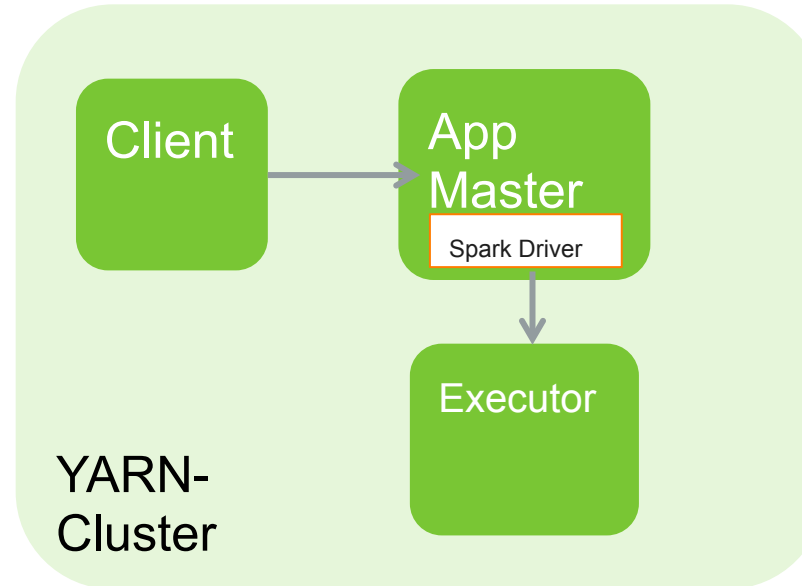 Client
App
Master
Spark Driver
Executor
YARN-
Cluster